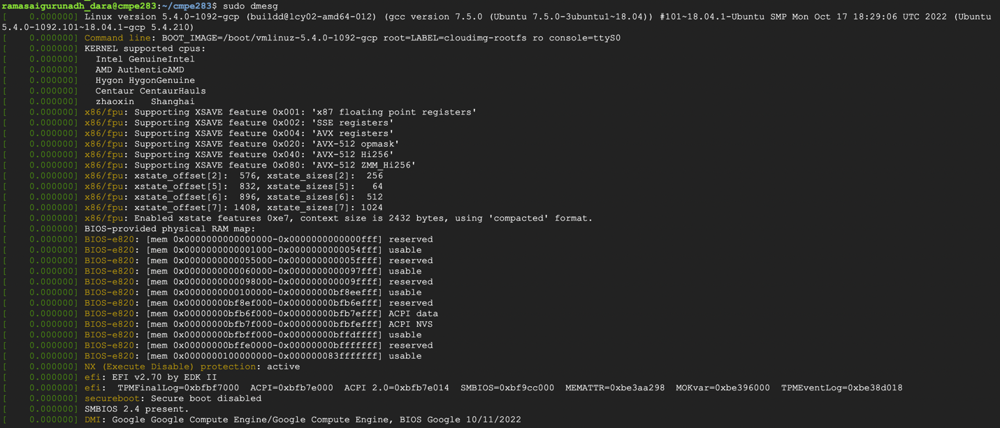 ramasaigurunadh_dara@cmpe283:~/cmpe283$ sudo dmesg
[    0.000000] Linux version 5.4.0-1092-gcp (buildd@lcy02-amd64-012) (gcc version 7.5.0 (Ubuntu 7.5.0-3ubuntu1~18.04)) #101~18.04.1-Ubuntu SMP Mon Oct 17 18:29:06 UTC 2022 (Ubuntu
5.4.0-1092.101~18.04.1-gcp 5.4.210)
[    0.000000] Command line: BOOT_IMAGE=/boot/vmlinuz-5.4.0-1092-gcp root=LABEL=cloudimg-rootfs ro console=ttyS0
[    0.000000] KERNEL supported cpus:
[    0.000000]   Intel GenuineIntel
[    0.000000]   AMD AuthenticAMD
[    0.000000]   Hygon HygonGenuine
[    0.000000]   Centaur CentaurHauls
[    0.000000]   zhaoxin   Shanghai
[    0.000000] x86/fpu: Supporting XSAVE feature 0x001: 'x87 floating point registers'
[    0.000000] x86/fpu: Supporting XSAVE feature 0x002: 'SSE registers'
[    0.000000] x86/fpu: Supporting XSAVE feature 0x004: 'AVX registers'
[    0.000000] x86/fpu: Supporting XSAVE feature 0x020: 'AVX-512 opmask'
[    0.000000] x86/fpu: Supporting XSAVE feature 0x040: 'AVX-512 Hi256'
[    0.000000] x86/fpu: Supporting XSAVE feature 0x080: 'AVX-512 ZMM_Hi256'
[    0.000000] x86/fpu: xstate_offset[2]:  576, xstate_sizes[2]:  256
[    0.000000] x86/fpu: xstate_offset[5]:  832, xstate_sizes[5]:   64
[    0.000000] x86/fpu: xstate_offset[6]:  896, xstate_sizes[6]:  512
[    0.000000] x86/fpu: xstate_offset[7]: 1408, xstate_sizes[7]: 1024
[    0.000000] x86/fpu: Enabled xstate features 0xe7, context size is 2432 bytes, using 'compacted' format.
[    0.000000] BIOS-provided physical RAM map:
[    0.000000] BIOS-e820: [mem 0x0000000000000000-0x0000000000000fff] reserved
[    0.000000] BIOS-e820: [mem 0x0000000000001000-0x0000000000054fff] usable
[    0.000000] BIOS-e820: [mem 0x0000000000055000-0x000000000005ffff] reserved
[    0.000000] BIOS-e820: [mem 0x0000000000060000-0x0000000000097fff] usable
[    0.000000] BIOS-e820: [mem 0x0000000000098000-0x000000000009ffff] reserved
[    0.000000] BIOS-e820: [mem 0x0000000000100000-0x00000000bf8eefff] usable
[    0.000000] BIOS-e820: [mem 0x00000000bf8ef000-0x00000000bfb6efff] reserved
[    0.000000] BIOS-e820: [mem 0x00000000bfb6f000-0x00000000bfb7efff] ACPI data
[    0.000000] BIOS-e820: [mem 0x00000000bfb7f000-0x00000000bfbfefff] ACPI NVS
[    0.000000] BIOS-e820: [mem 0x00000000bfbff000-0x00000000bffdffff] usable
[    0.000000] BIOS-e820: [mem 0x00000000bffe0000-0x00000000bfffffff] reserved
[    0.000000] BIOS-e820: [mem 0x0000000100000000-0x000000083fffffff] usable
[    0.000000] NX (Execute Disable) protection: active
[    0.000000] efi: EFI v2.70 by EDK II
[    0.000000] efi:  TPMFinalLog=0xbfbf7000  ACPI=0xbfb7e000  ACPI 2.0=0xbfb7e014  SMBIOS=0xbf9cc000  MEMATTR=0xbe3aa298  MOKvar=0xbe396000  TPMEventLog=0xbe38d018
[    0.000000] secureboot: Secure boot disabled
[    0.000000] SMBIOS 2.4 present.
[    0.000000] DMI: Google Google Compute Engine/Google Compute Engine, BIOS Google 10/11/2022